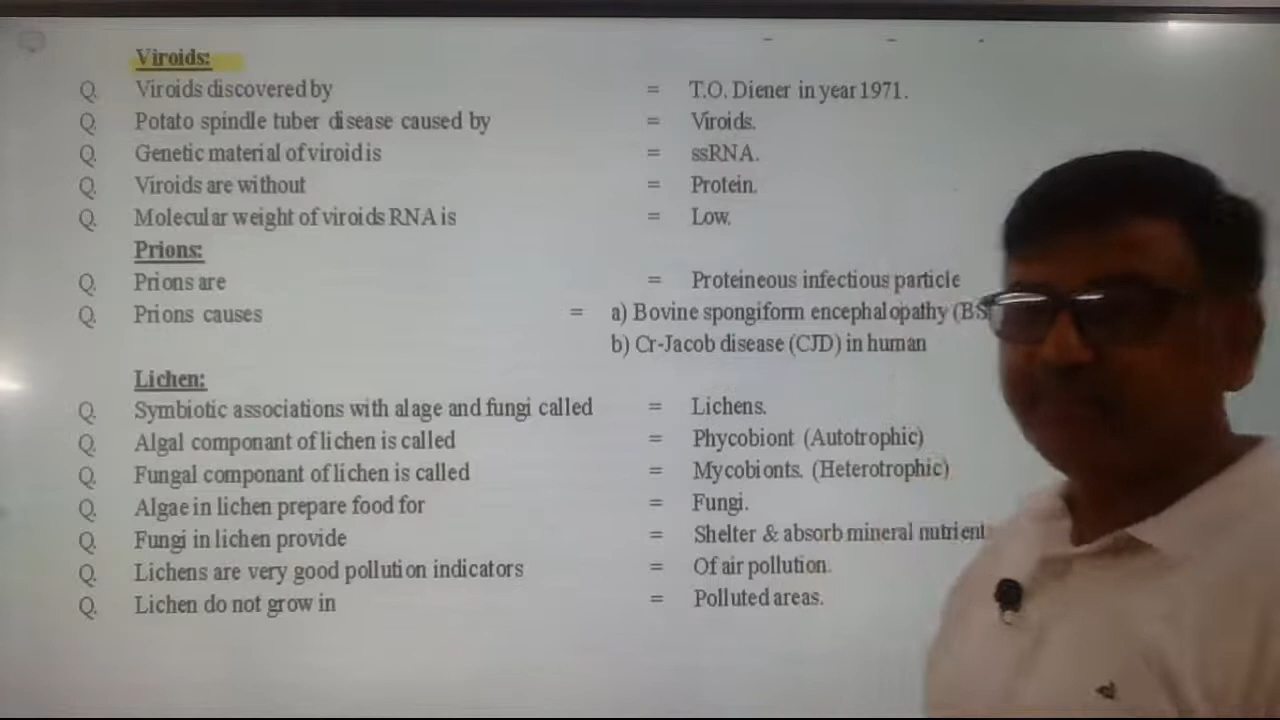 Viroids:
Q. Viroids discovered by = T.O. Diener in year 1971.
Q. Potato spindle tuber disease caused by = Viroids.
Q. Genetic material of viroid is = ssRNA.
Q. Viroids are without = Protein.
Q. Molecular weight of viroids RNA is = Low.
Prions:
Q. Prions are = Proteineous infectious particle
Q. Prions causes = a) Bovine spongiform encephalopathy (BS
b) Cr-Jacob disease (CJD) in human
Lichen:
Q. Symbiotic associations with alage and fungi called = Lichens.
Q. Algal componant of lichen is called = Phycobiont (Autotrophic)
Q. Fungal componant of lichen is called = Mycobionts. (Heterotrophic)
Q. Algae in lichen prepare food for = Fungi.
Q. Fungi in lichen provide = Shelter & absorb mineral nutrient
Q. Lichens are very good pollution indicators = Of air pollution.
Q. Lichen do not grow in = Polluted areas.